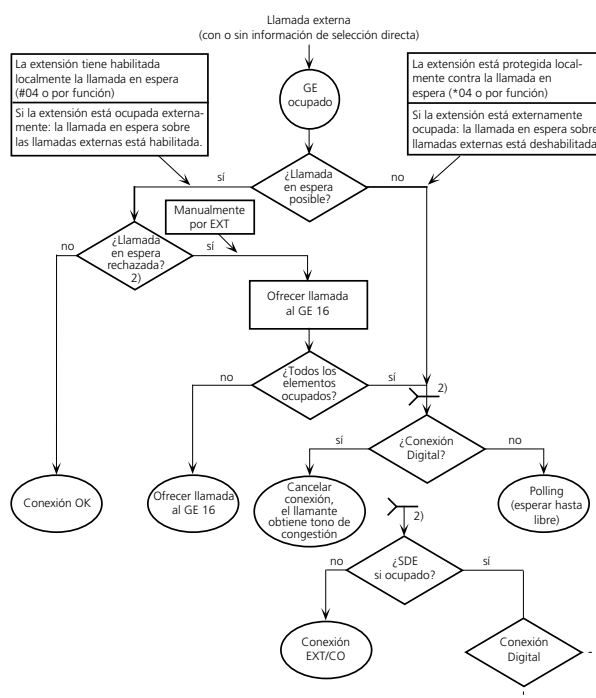 Llamada externa
(con o sin información de selección directa)
La extensión tiene habilitada
localmente la llamada en espera
(#04 o por función)
Si la extensión está ocupada externa-
mente: la llamada en espera sobre
las llamadas externas está habilitada.
GE
ocupado
La extensión está protegida local-
mente contra la llamada en
espera (*04 o por función)
Si la extensión está externamente
ocupada: la llamada en espera sobre
llamadas externas está deshabilitada
sí
¿Llamada
en espera
posible?
no
Manualmente
por EXT
no
¿Llamada
en espera
rechazada?
2)
sí
Ofrecer llamada
al GE 16
no
¿Todos los
elementos
ocupados?
sí
2)
sí
¿Conexión
Digital?
no
Conexión OK
Ofrecer llamada
al GE 16
Cancelar
conexión,
el llamante
obtiene tono de
congestión
Polling
(esperar hasta
libre)
2)
no
¿SDE
si ocupado?
sí
Conexión
EXT/CO
Conexión
Digital